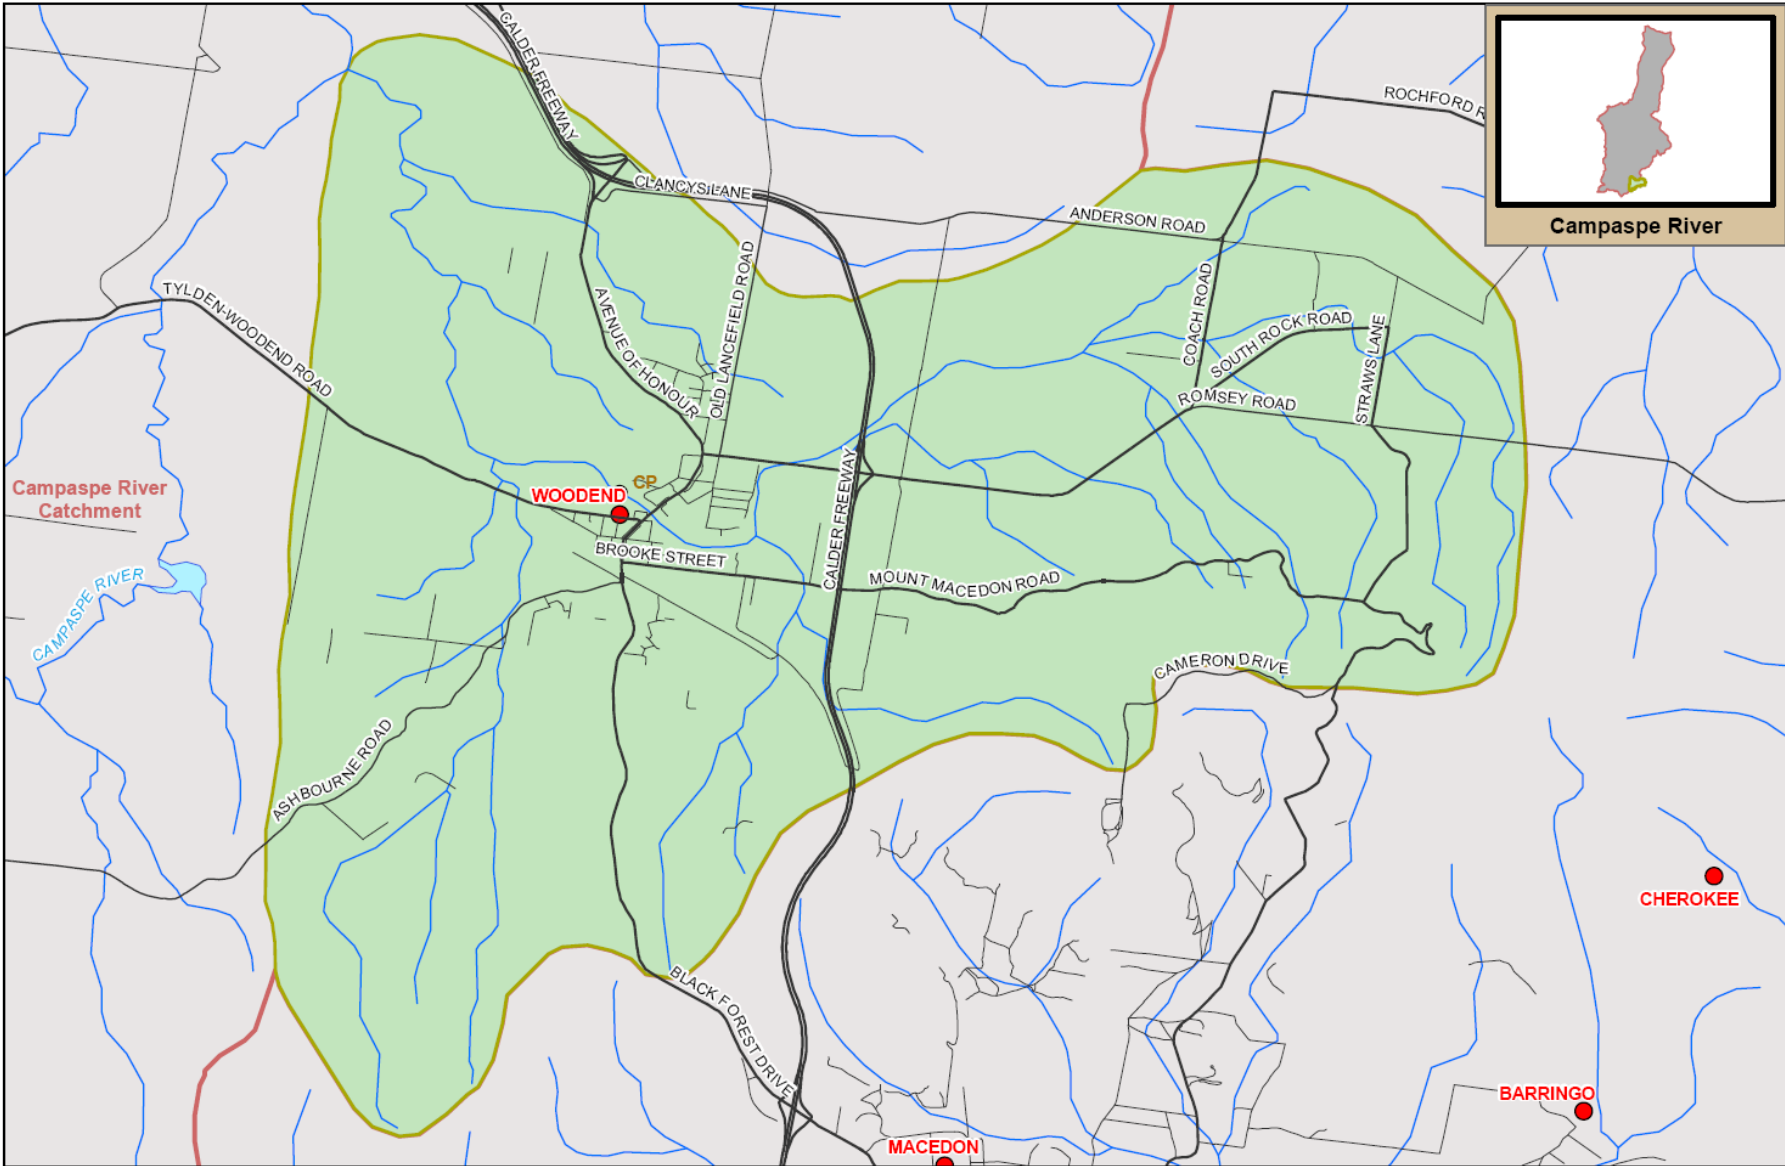 CALDER FREEWAY
ROCHFORD R
Campaspe River
CLANCYS LANE
ANDERSON ROAD
TYLDEN-WOODEND ROAD
AVENUE OF HONOUR
OLD LANCEFIELD ROAD
COACH ROAD
SOUTH ROCK ROAD
STRAWS LANE
ROMSEY ROAD
Campaspe River
Catchment
WOODEND
CP
CALDER FREEWAY
BROOKE STREET
MOUNT MACEDON ROAD
CAMPASPE RIVER
CAMERON DRIVE
ASHBOURNE ROAD
CHEROKEE
BLACK FOREST DRIVE
BARRINGO
MACEDON